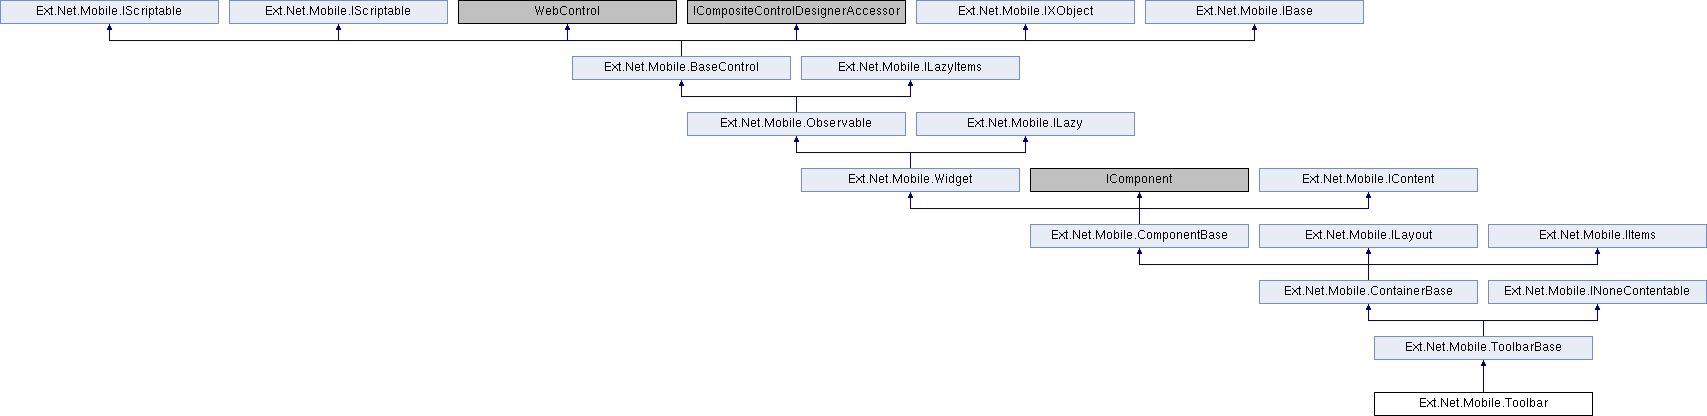 Ext.Net.Mobile.IScriptable
Ext.Net.Mobile.IScriptable
WebControl
ICompositeControlDesignerAccessor
Ext.Net.Mobile.IXObject
Ext.Net.Mobile.IBase
Ext.Net.Mobile.BaseControl
Ext.Net.Mobile.ILazyItems
Ext.Net.Mobile.Observable
Ext.Net.Mobile.ILazy
Ext.Net.Mobile.Widget
IComponent
Ext.Net.Mobile.IContent
Ext.Net.Mobile.ComponentBase
Ext.Net.Mobile.ILayout
Ext.Net.Mobile.IItems
Ext.Net.Mobile.ContainerBase
Ext.Net.Mobile.INoneContentable
Ext.Net.Mobile.ToolbarBase
Ext.Net.Mobile.Toolbar